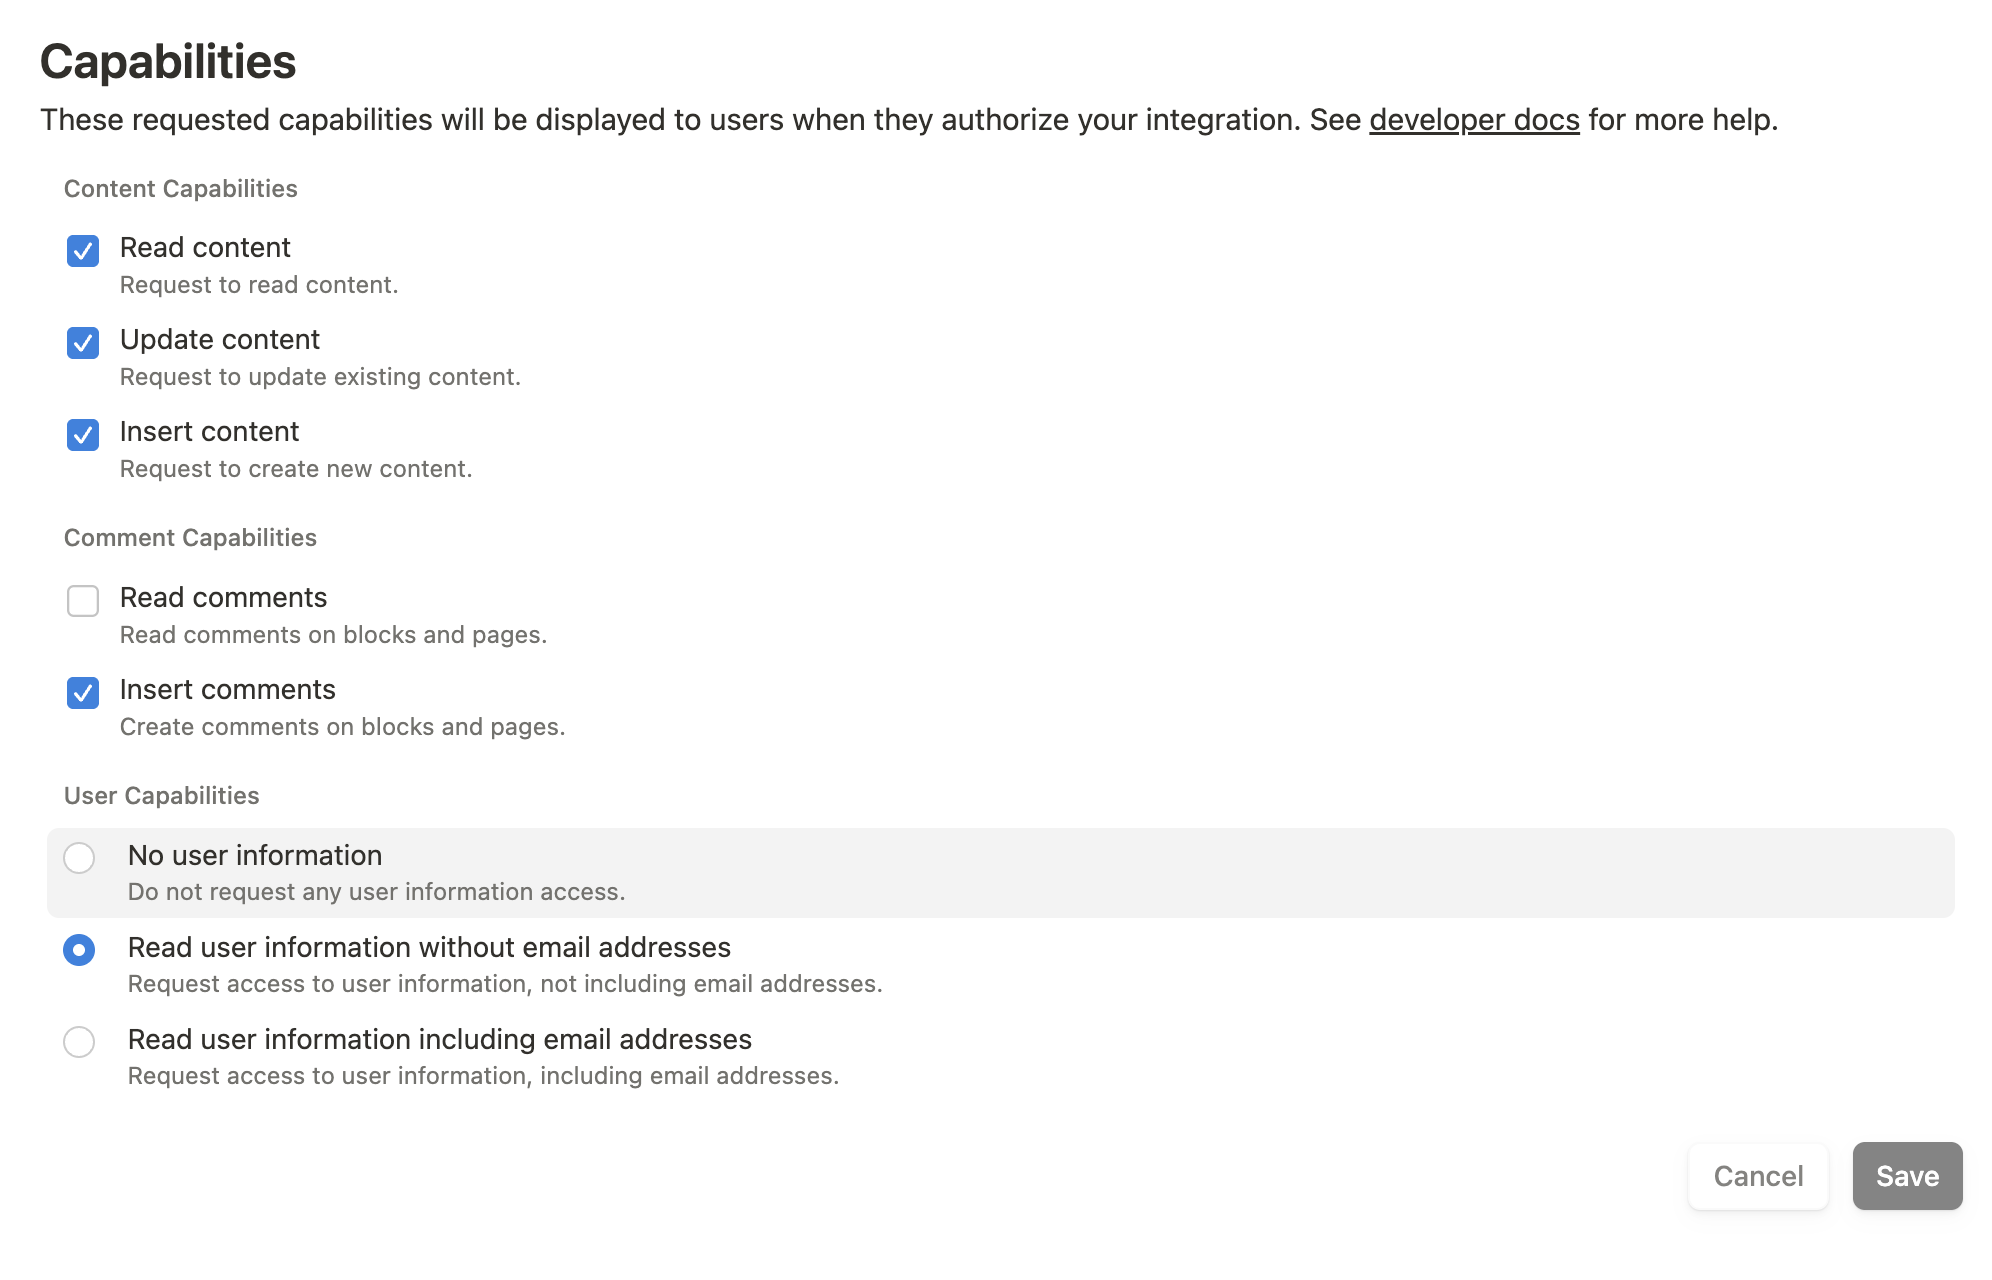 Capabilities
These requested capabilities will be displayed to users when they authorize your integration. See developer docs for more help.
Content Capabilities
Read content
Request to read content.
Update content
Request to update existing content.
Insert content
Request to create new content.
Comment Capabilities
Read comments
Read comments on blocks and pages.
Insert comments
Create comments on blocks and pages.
User Capabilities
No user information
Do not request any user information access.
Read user information without email addresses
Request access to user information, not including email addresses.
Read user information including email addresses
Request access to user information, including email addresses.
Cancel Save